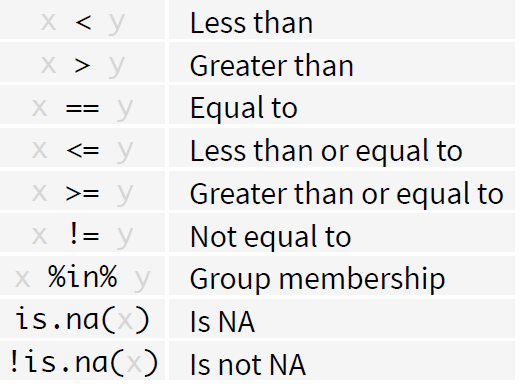 x < y Less than
x > y Greater than
x == y Equal to
x <= y Less than or equal to
x >= y Greater than or equal to
x != y Not equal to
x %in% y Group membership
is.na(x) Is NA
!is.na(x) Is not NA